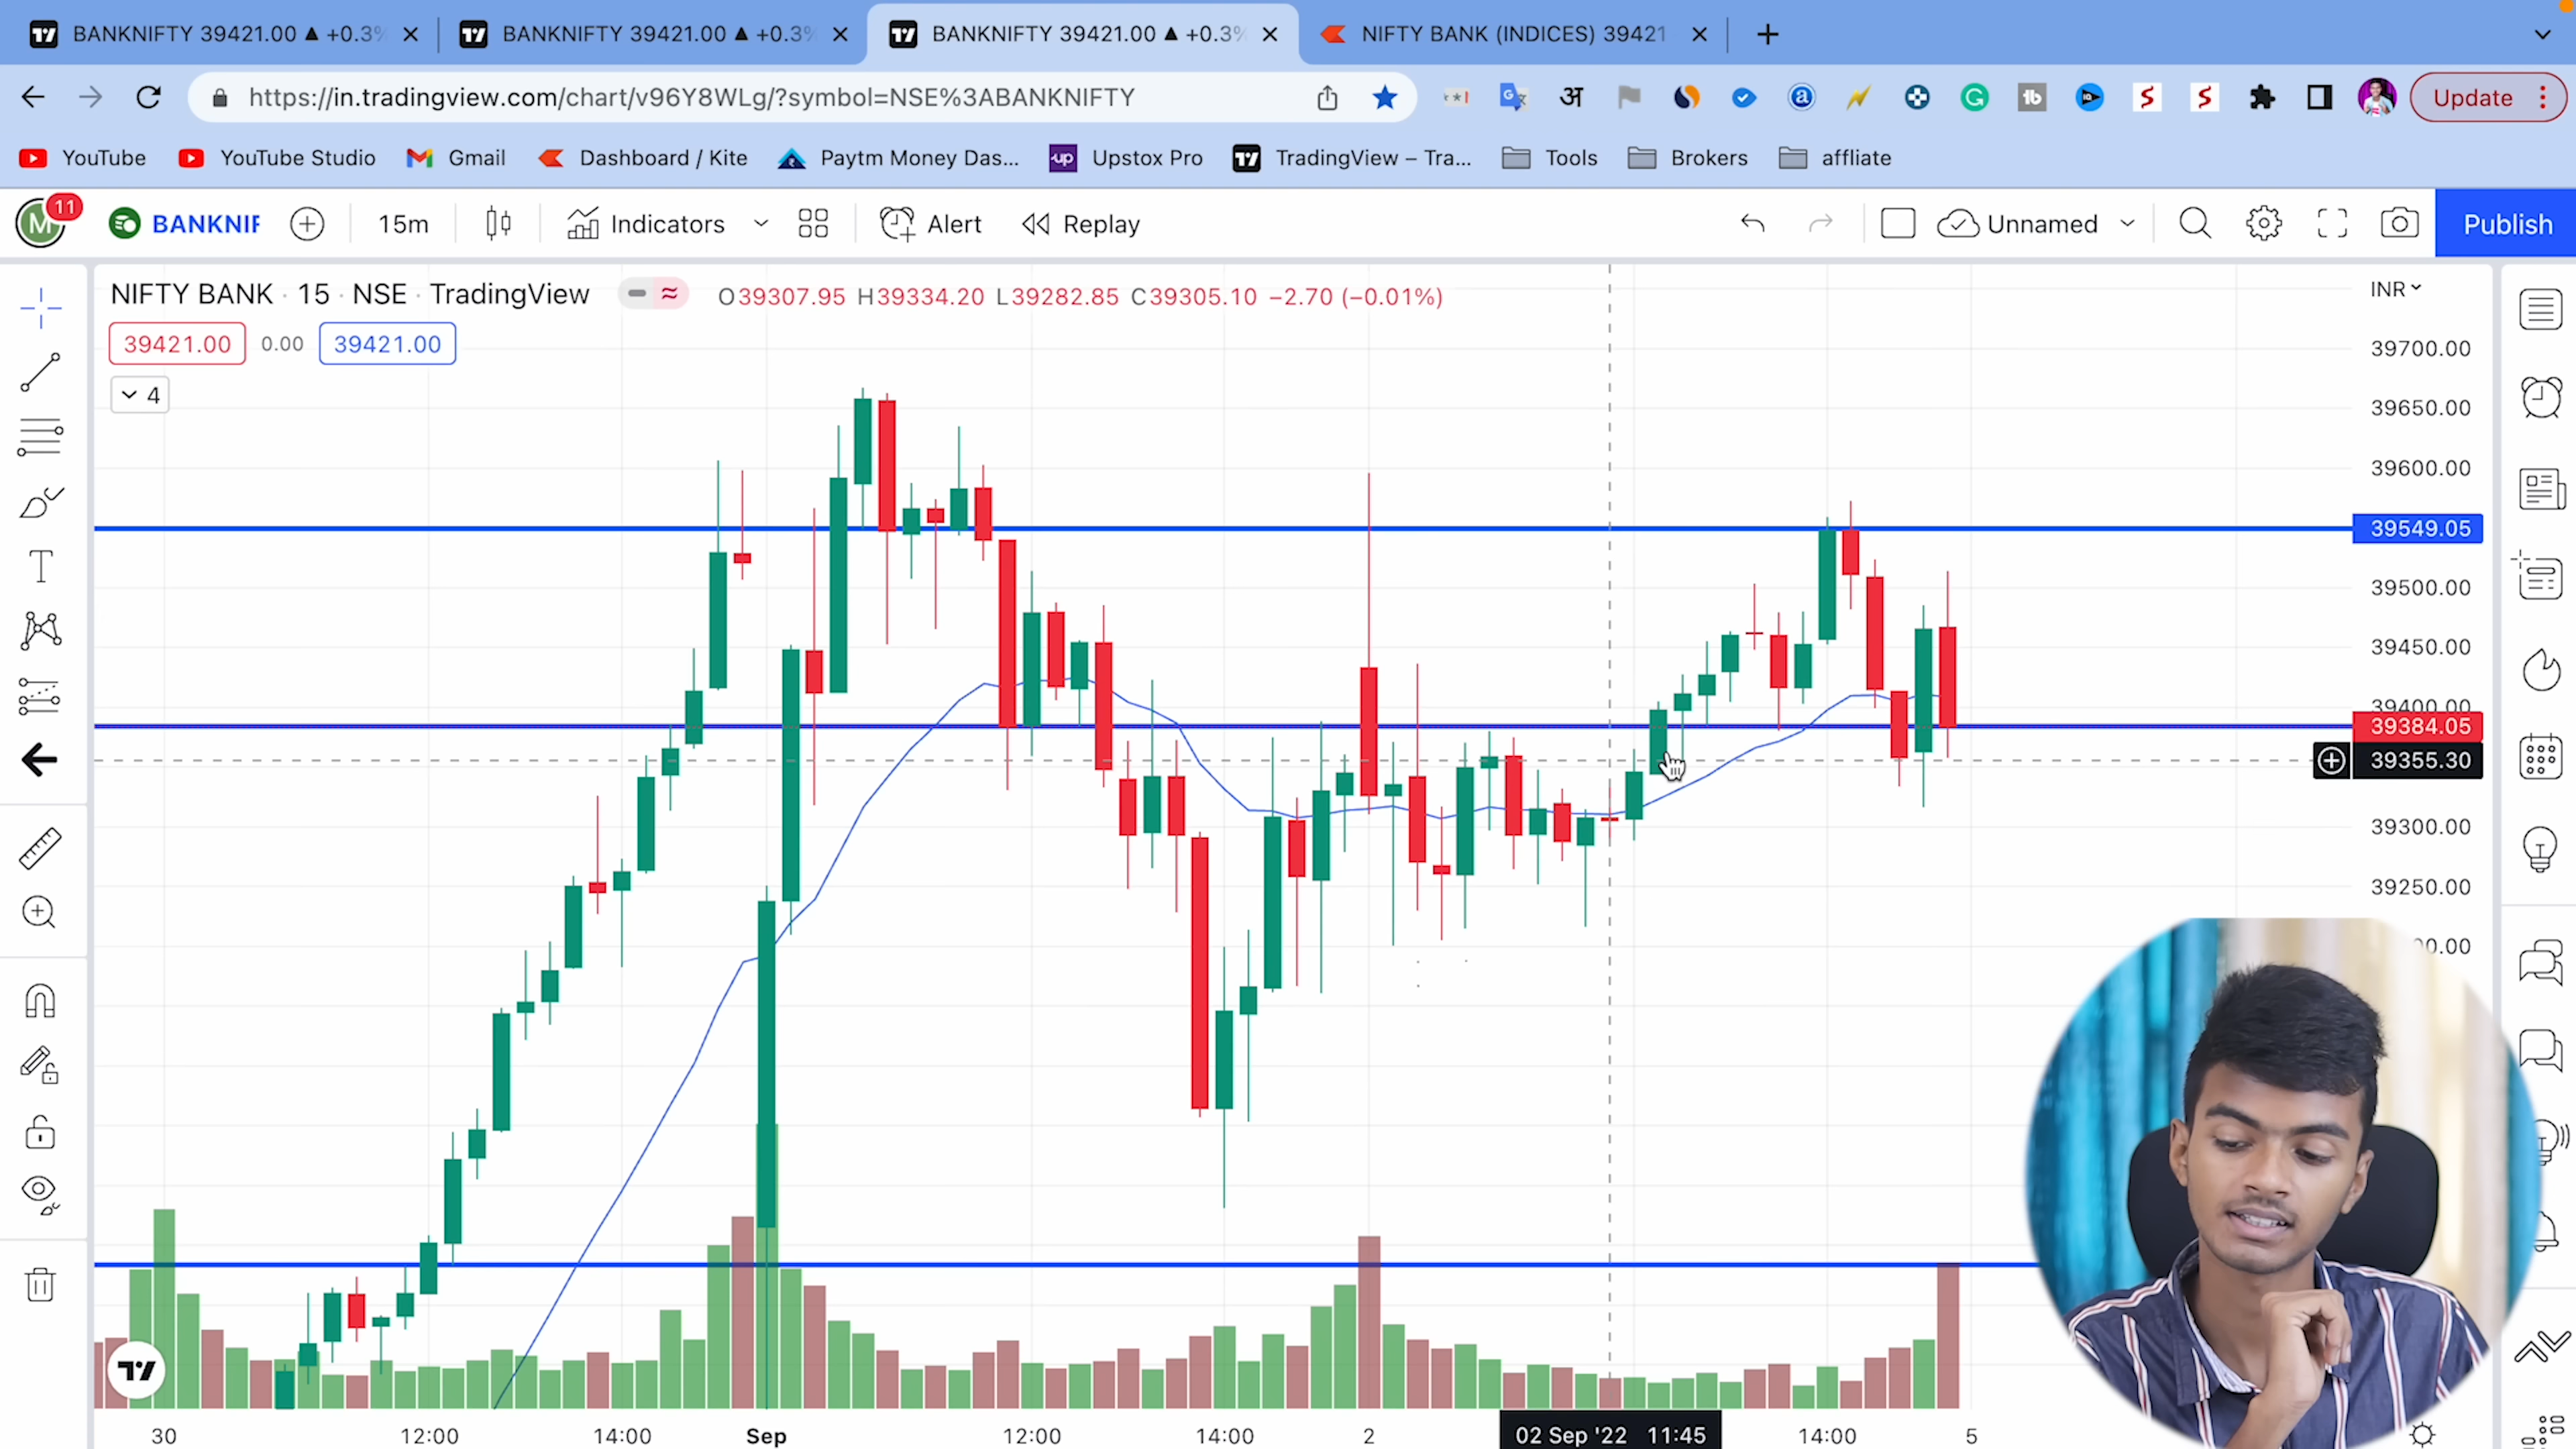 BANKNIFTY 39421.00 ▲ +0.3%
BANKNIFTY 39421.00 ▲ +0.3%
BANKNIFTY 39421.00 ▲ +0.3%
NIFTY BANK (INDICES) 39421
https://in.tradingview.com/chart/v96Y8WLg/?symbol=NSE%3ABANKNIFTY
अ
Update
YouTube
YouTube Studio
Gmail
Dashboard / Kite
Paytm Money Das...
up
Upstox Pro
TradingView – Tra...
Tools
Brokers
affliate
M
11
BANKNIF
15m
Indicators
Alert
Replay
Unnamed
Publish
NIFTY BANK · 15 · NSE · TradingView
O39307.95 H39334.20 L39282.85 C39305.10 −2.70 (−0.01%)
INR
39421.00
0.00
39421.00
4
39700.00
39650.00
39600.00
39549.05
39500.00
39450.00
39400.00
39384.05
39355.30
39300.00
39250.00
00.00
30
12:00
14:00
Sep
12:00
14:00
2
02 Sep '22 11:45
14:00
5